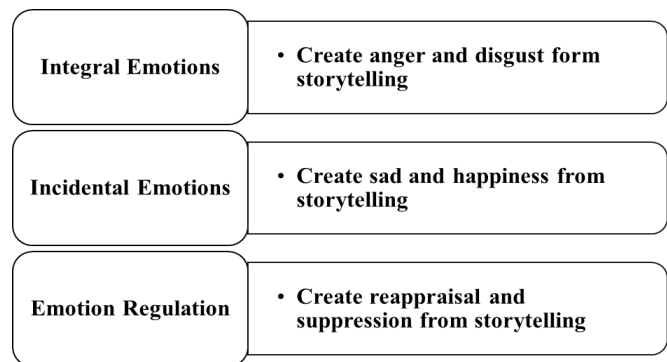 Integral Emotions
• Create anger and disgust form
storytelling
Incidental Emotions
• Create sad and happiness from
storytelling
Emotion Regulation
• Create reappraisal and
suppression from storytelling